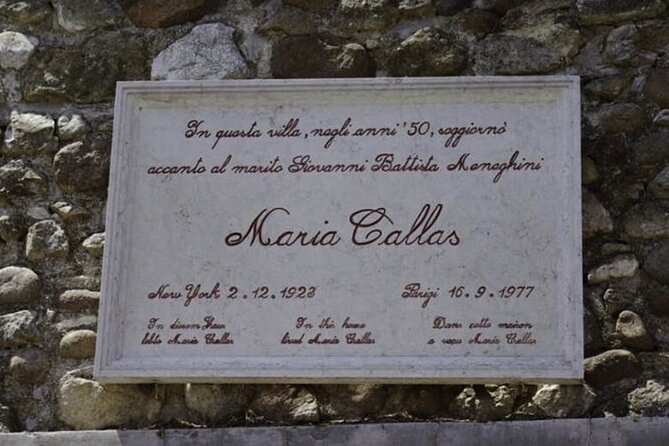 In questa villa, negli anni '50, soggiornò
accanto al marito Giovanni Battista Meneghini
Maria Callas
New York 2.12.1923 Parigi 16.9.1977
In diesem Haus In this house Dans cette maison
lebte Maria Callas lived Maria Callas a vécu Maria Callas